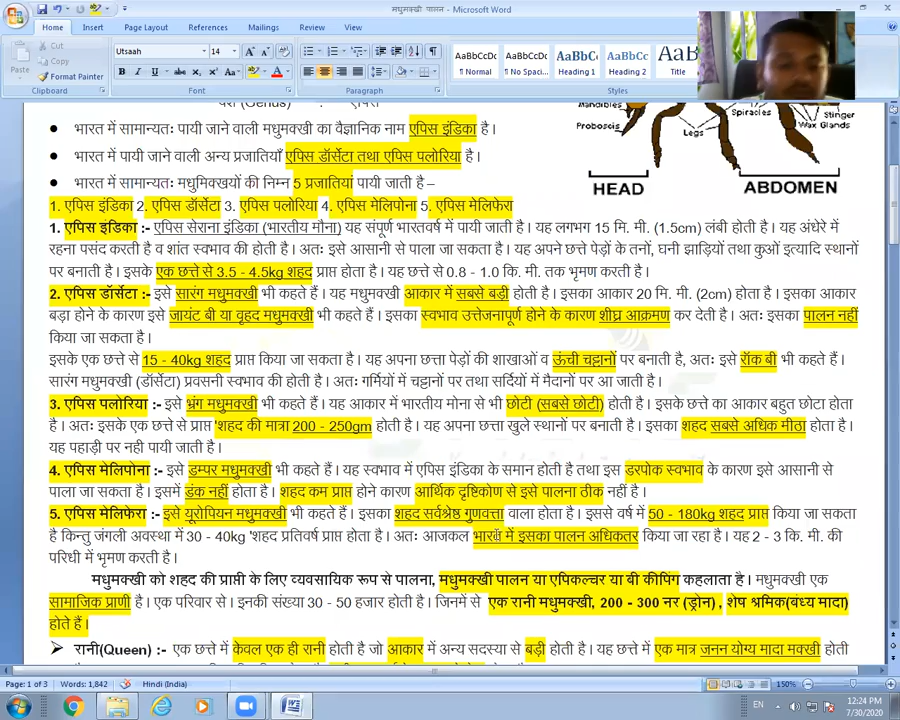 मधुमक्खी पालन - Microsoft Word
Home Insert Page Layout References Mailings Review View
Cut
Copy
Format Painter
Paste
Clipboard
Utsaah 14
Font
Paragraph
AaBbCcDc AaBbCcDc AaBbC AaBbCc AaB
¶ Normal ¶ No Spaci... Heading 1 Heading 2 Title
Styles
वंश (Genus) : एपिस
Mandibles
Proboscis
Legs
Spiracles
Stinger
Wax Glands
HEAD ABDOMEN
• भारत में सामान्यतः पायी जाने वाली मधुमक्खी का वैज्ञानिक नाम एपिस इंडिका है।
• भारत में पायी जाने वाली अन्य प्रजातियाँ एपिस डॉर्सेटा तथा एपिस पलोरिया है।
• भारत में सामान्यतः मधुमक्खियों की निम्न 5 प्रजातियां पायी जाती है –
1. एपिस इंडिका 2. एपिस डॉर्सेटा 3. एपिस पलोरिया 4. एपिस मेलिपोना 5. एपिस मेलिफेरा
1. एपिस इंडिका :- एपिस सेराना इंडिका (भारतीय मौना) यह संपूर्ण भारतवर्ष में पायी जाती है। यह लगभग 15 मि. मी. (1.5cm) लंबी होती है। यह अंधेरे में
रहना पसंद करती है व शांत स्वभाव की होती है। अतः इसे आसानी से पाला जा सकता है। यह अपने छत्ते पेड़ों के तनों, घनी झाड़ियों तथा कुओं इत्यादि स्थानों
पर बनाती है। इसके एक छत्ते से 3.5 - 4.5kg शहद प्राप्त होता है। यह छत्ते से 0.8 - 1.0 कि. मी. तक भृमण करती है।
2. एपिस डॉर्सेटा :- इसे सारंग मधुमक्खी भी कहते हैं। यह मधुमक्खी आकार में सबसे बड़ी होती है। इसका आकार 20 मि. मी. (2cm) होता है। इसका आकार
बड़ा होने के कारण इसे जायंट बी या वृहद मधुमक्खी भी कहते हैं। इसका स्वभाव उत्तेजनापूर्ण होने के कारण शीघ्र आक्रमण कर देती है। अतः इसका पालन नहीं
किया जा सकता है।
इसके एक छत्ते से 15 - 40kg शहद प्राप्त किया जा सकता है। यह अपना छत्ता पेड़ों की शाखाओं व ऊंची चट्टानों पर बनाती है, अतः इसे रॉक बी भी कहते हैं।
सारंग मधुमक्खी (डॉर्सेटा) प्रवसनी स्वभाव की होती है। अतः गर्मियों में चट्टानों पर तथा सर्दियों में मैदानों पर आ जाती है।
3. एपिस पलोरिया :- इसे भ्रंग मधुमक्खी भी कहते हैं। यह आकार में भारतीय मोना से भी छोटी (सबसे छोटी) होती है। इसके छत्ते का आकार बहुत छोटा होता
है। अतः इसके एक छत्ते से प्राप्त 'शहद की मात्रा 200 - 250gm होती है। यह अपना छत्ता खुले स्थानों पर बनाती है। इसका शहद सबसे अधिक मीठा होता है।
यह पहाड़ी पर नही पायी जाती है।
4. एपिस मेलिपोना :- इसे डम्पर मधुमक्खी भी कहते हैं। यह स्वभाव में एपिस इंडिका के समान होती है तथा इस डरपोक स्वभाव के कारण इसे आसानी से
पाला जा सकता है। इसमें डंक नहीं होता है। शहद कम प्राप्त होने कारण आर्थिक दृष्टिकोण से इसे पालना ठीक नहीं है।
5. एपिस मेलिफेरा :- इसे यूरोपियन मधुमक्खी भी कहते हैं। इसका शहद सर्वश्रेष्ठ गुणवत्ता वाला होता है। इससे वर्ष में 50 - 180kg शहद प्राप्त किया जा सकता
है किन्तु जंगली अवस्था में 30 - 40kg 'शहद प्रतिवर्ष प्राप्त होता है। अतः आजकल भारत में इसका पालन अधिकतर किया जा रहा है। यह 2 - 3 कि. मी. की
परिधी में भृमण करती है।
मधुमक्खी को शहद की प्राप्ती के लिए व्यवसायिक रूप से पालना, मधुमक्खी पालन या एपिकल्चर या बी कीपिंग कहलाता है। मधुमक्खी एक
सामाजिक प्राणी है। एक परिवार से। इनकी संख्या 30 - 50 हजार होती है। जिनमें से एक रानी मधुमक्खी, 200 - 300 नर (ड्रोन), शेष श्रमिक(बंध्य मादा)
होते हैं।
➢ रानी(Queen) :- एक छत्ते में केवल एक ही रानी होती है जो आकार में अन्य सदस्या से बड़ी होती है। यह छत्ते में एक मात्र जनन योग्य मादा मक्खी होती
Page: 1 of 3 Words: 1,842 Hindi (India) 150%
EN 12:24 PM
7/30/2020